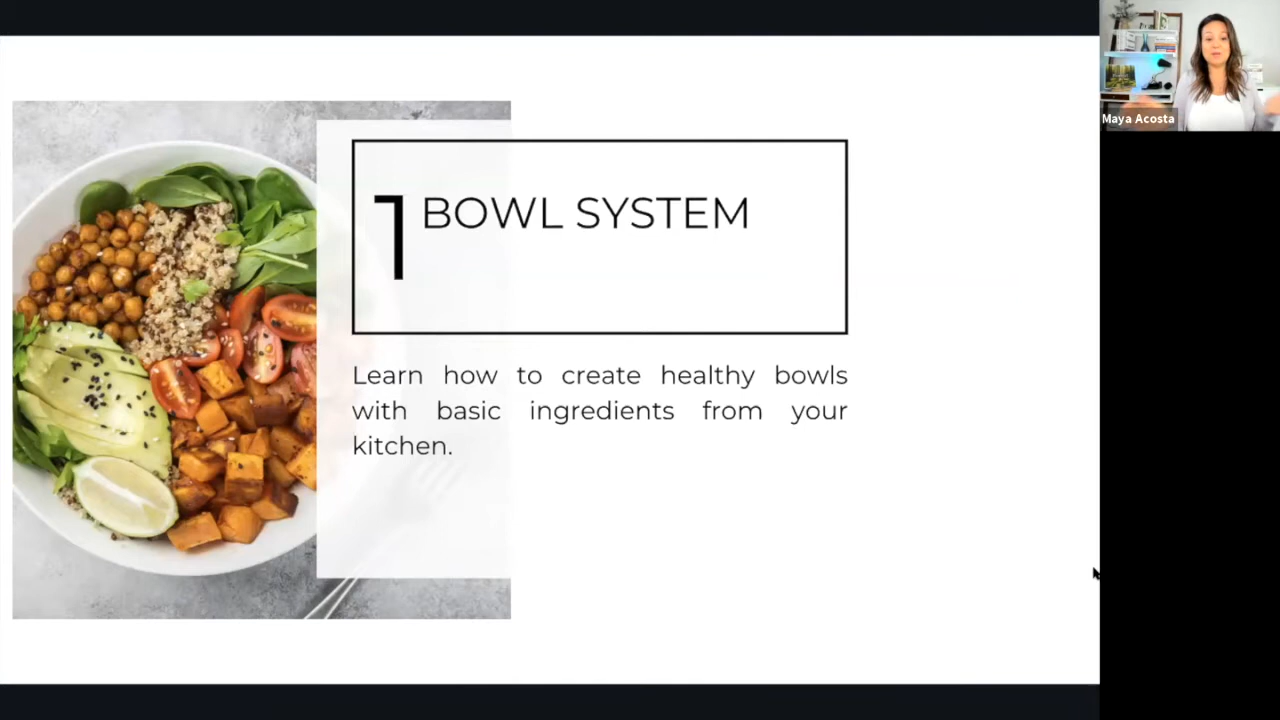 Maya Acosta
1 BOWL SYSTEM
Learn how to create healthy bowls
with basic ingredients from your
kitchen.